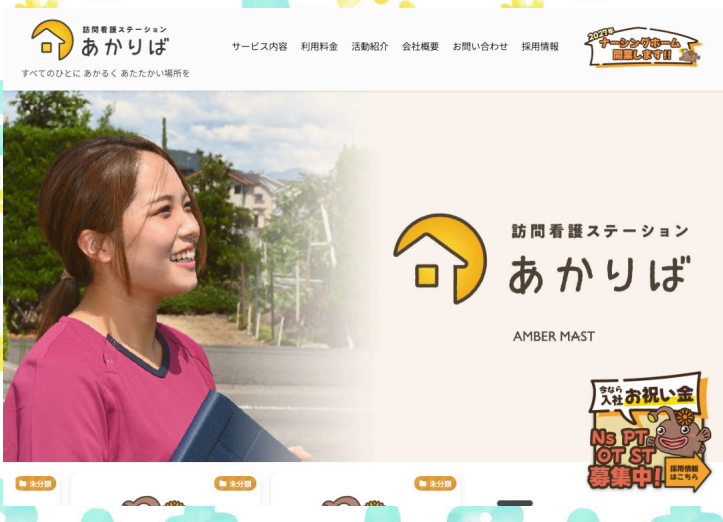 訪問看護ステーション
あかりば
すべてのひとに あかるく あたたかい場所を
サービス内容 利用料金 活動紹介 会社概要 お問い合わせ 採用情報
2027年
ナーシングホーム
開業します!!
訪問看護ステーション
あかりば
AMBER MAST
今なら
入社お祝い金
Ns PT
OT ST
募集中!
採用情報
はこちら
未分類 未分類 未分類